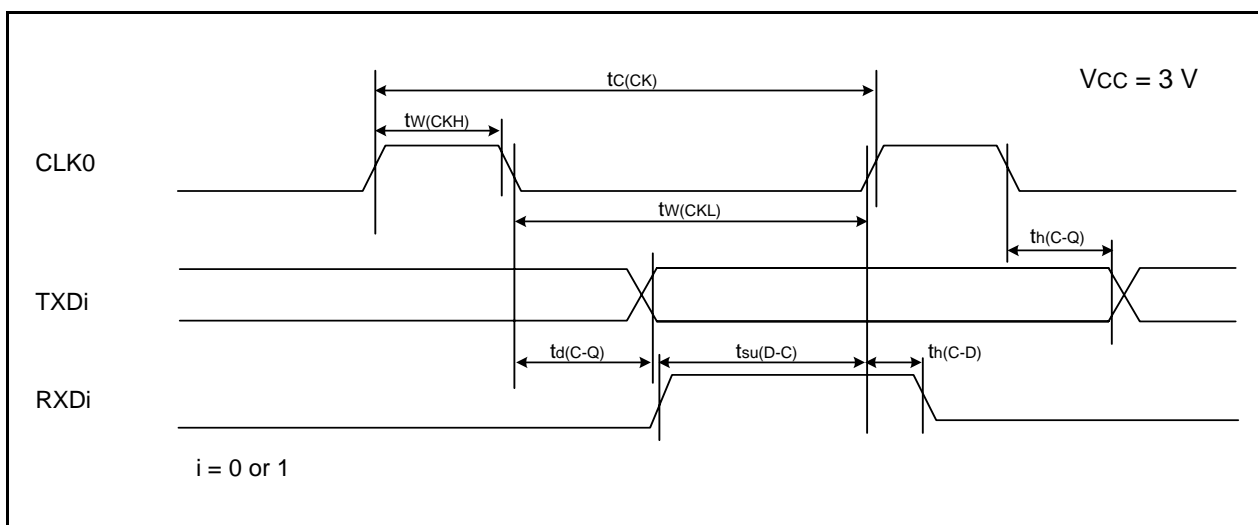 tC(CK)
VCC = 3 V
tW(CKH)
CLK0
tW(CKL)
th(C-Q)
TXDi
td(C-Q)
tsu(D-C)
th(C-D)
RXDi
i = 0 or 1